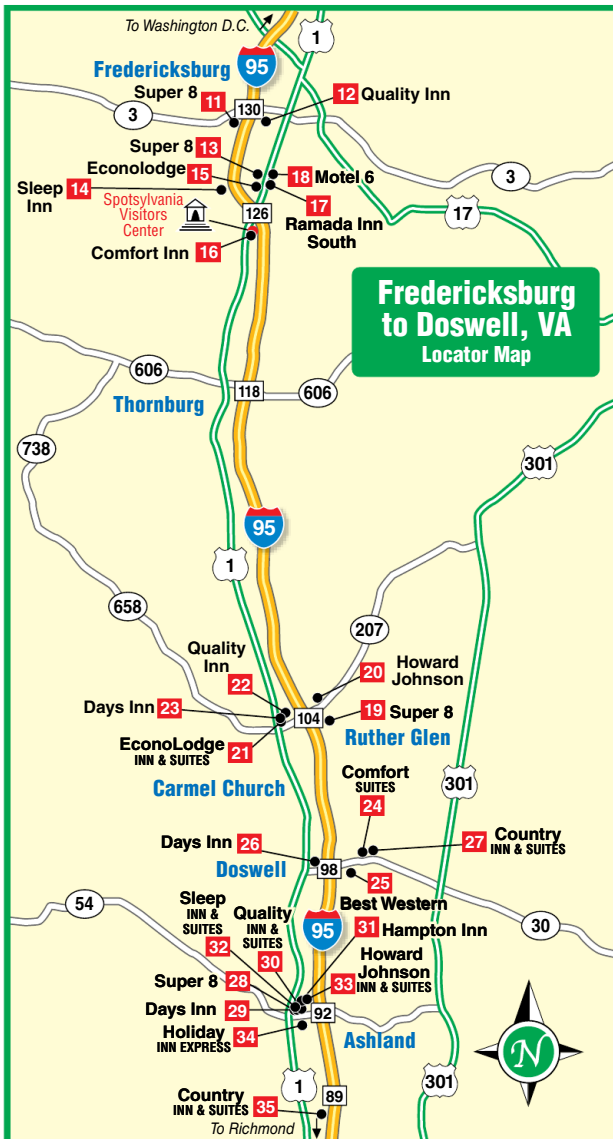 To Washington D.C.
1
95
Fredericksburg
Super 8
11
130
12 Quality Inn
3
Super 8 13
Econolodge
15
18 Motel 6
3
Sleep
Inn
14
17
Ramada Inn
South
17
Spotsylvania
Visitors
Center
126
Comfort Inn 16
Fredericksburg
to Doswell, VA
Locator Map
606
118
606
Thornburg
738
301
95
1
658
207
Quality
Inn
22
20
Howard
Johnson
Days Inn 23
104
19 Super 8
EconoLodge
INN & SUITES
21
Ruther Glen
Carmel Church
Comfort
SUITES
24
301
Days Inn 26
27
Country
INN & SUITES
Doswell
98
25
Best Western
54
30
Sleep
INN &
SUITES
32
Quality
INN &
SUITES
30
95
31 Hampton Inn
Howard
Johnson
INN & SUITES
33
Super 8 28
Days Inn 29
92
Holiday
INN EXPRESS
34
Ashland
N
1
301
89
Country
INN & SUITES
35
To Richmond